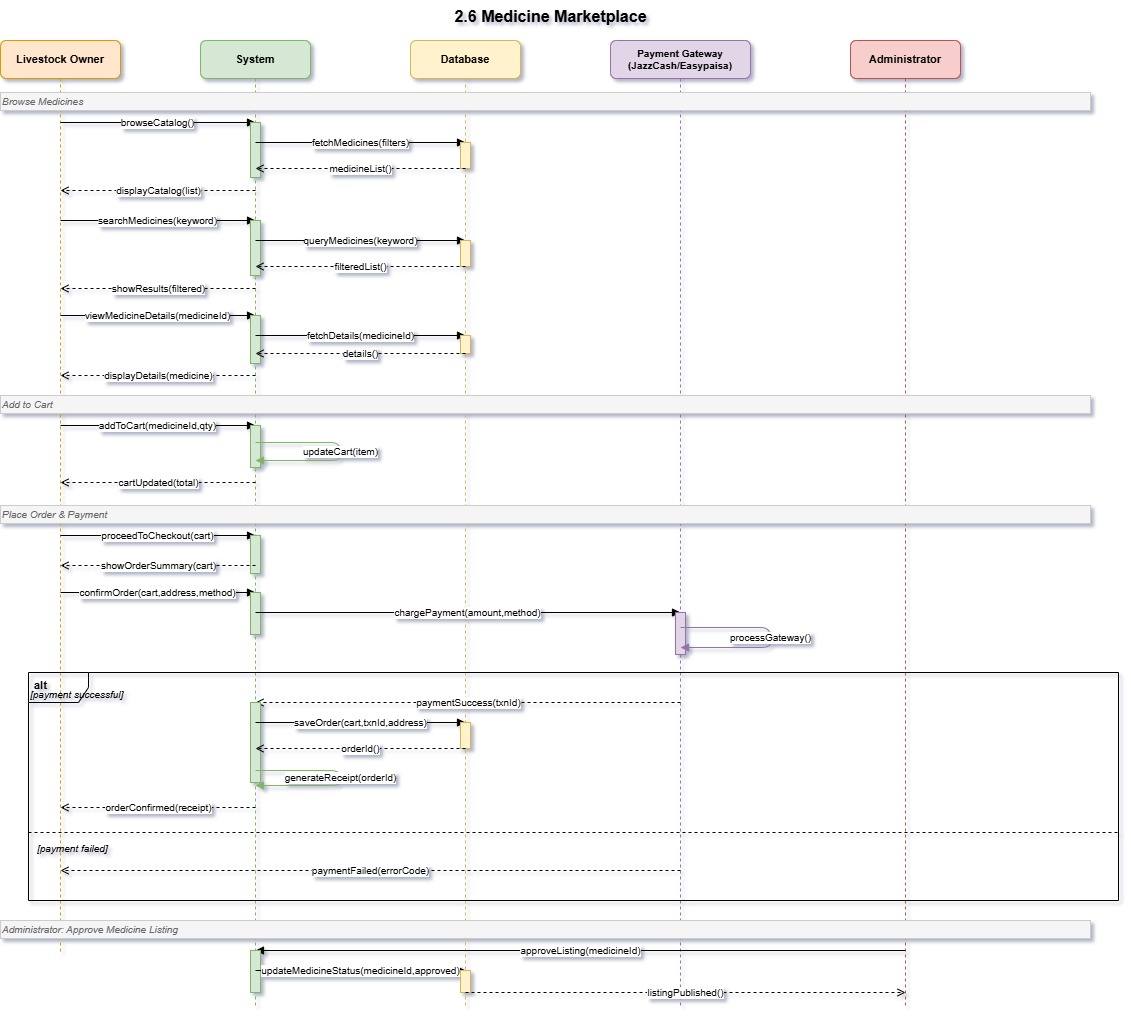 2.6 Medicine Marketplace
Livestock Owner
System
Database
Payment Gateway
(JazzCash/Easypaisa)
Administrator
Browse Medicines
browseCatalog()
fetchMedicines(filters)
medicineList()
displayCatalog(list)
searchMedicines(keyword)
queryMedicines(keyword)
filteredList()
showResults(filtered)
viewMedicineDetails(medicineId)
fetchDetails(medicineId)
details()
displayDetails(medicine)
Add to Cart
addToCart(medicineId,qty)
updateCart(item)
cartUpdated(total)
Place Order & Payment
proceedToCheckout(cart)
showOrderSummary(cart)
confirmOrder(cart,address,method)
chargePayment(amount,method)
processGateway()
alt
[payment successful]
paymentSuccess(txnId)
saveOrder(cart,txnId,address)
orderId()
generateReceipt(orderId)
orderConfirmed(receipt)
[payment failed]
paymentFailed(errorCode)
Administrator: Approve Medicine Listing
approveListing(medicineId)
updateMedicineStatus(medicineId,approved)
listingPublished()